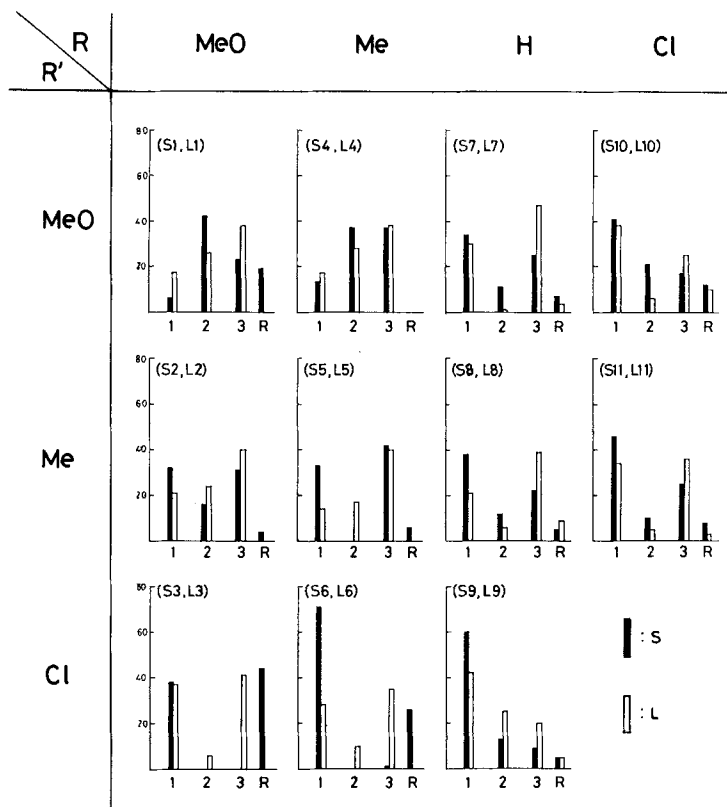 R MeO Me H Cl
R'
80 (S1, L1) (S4, L4) (S7, L7) (S10, L10)
60
MeO 40
20
1 2 3 R 1 2 3 R 1 2 3 R 1 2 3 R
80 (S2, L2) (S5, L5) (S8, L8) (S11, L11)
60
Me 40
20
1 2 3 R 1 2 3 R 1 2 3 R 1 2 3 R
80 (S3, L3) (S6, L6) (S9, L9)
60
: S
Cl 40
: L
20
1 2 3 R 1 2 3 R 1 2 3 R